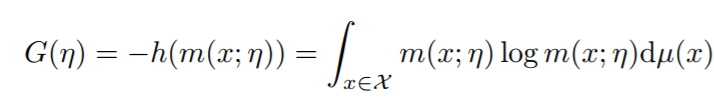 G(η) = −h(m(x; η)) = ∫_{x∈𝒳} m(x; η) log m(x; η)dμ(x)